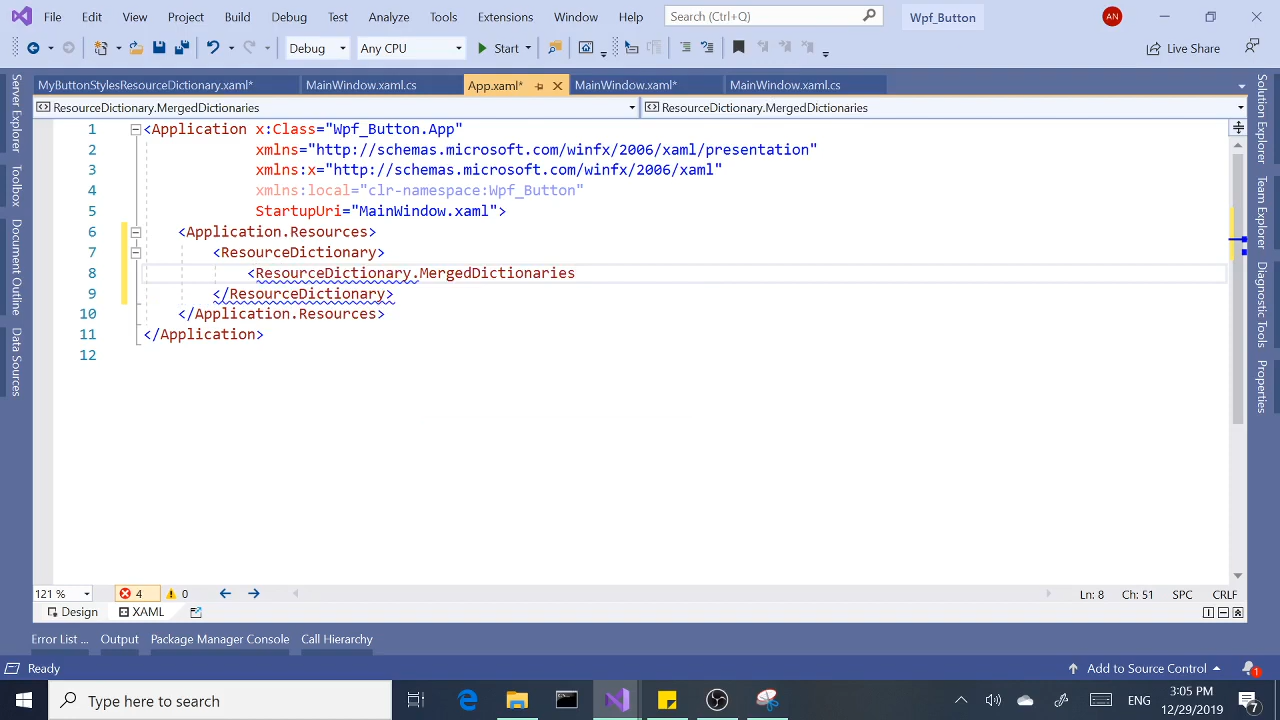 File Edit View Project Build Debug Test Analyze Tools Extensions Window Help Search (Ctrl+Q) Wpf_Button AN
Debug Any CPU Start Live Share
MyButtonStylesResourceDictionary.xaml* MainWindow.xaml.cs App.xaml* MainWindow.xaml* MainWindow.xaml.cs
ResourceDictionary.MergedDictionaries ResourceDictionary.MergedDictionaries
Server Explorer
Toolbox
Document Outline
Data Sources
1 <Application x:Class="Wpf_Button.App"
2 xmlns="http://schemas.microsoft.com/winfx/2006/xaml/presentation"
3 xmlns:x="http://schemas.microsoft.com/winfx/2006/xaml"
4 xmlns:local="clr-namespace:Wpf_Button"
5 StartupUri="MainWindow.xaml">
6 <Application.Resources>
7 <ResourceDictionary>
8 <ResourceDictionary.MergedDictionaries
9 </ResourceDictionary>
10 </Application.Resources>
11 </Application>
12
Solution Explorer
Team Explorer
Diagnostic Tools
Properties
121 % 4 0 Ln: 8 Ch: 51 SPC CRLF
Design XAML
Error List ... Output Package Manager Console Call Hierarchy
Ready Add to Source Control 1
Type here to search ENG 3:05 PM
12/29/2019 7